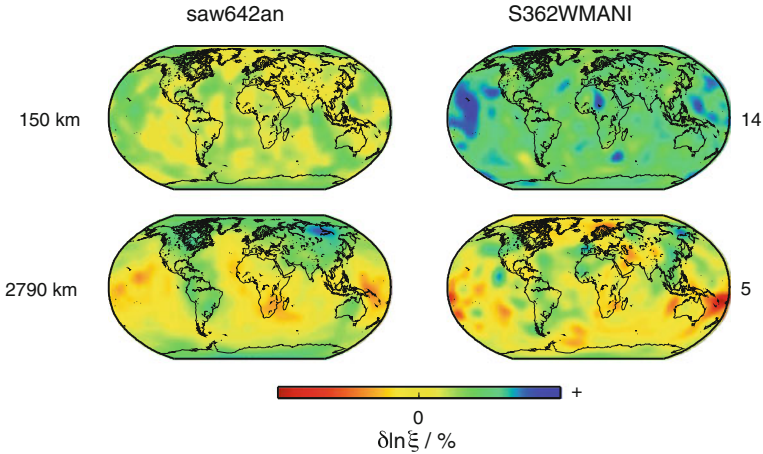 saw642an
S362WMANI
150 km
14
2790 km
5
+
0
δlnξ / %